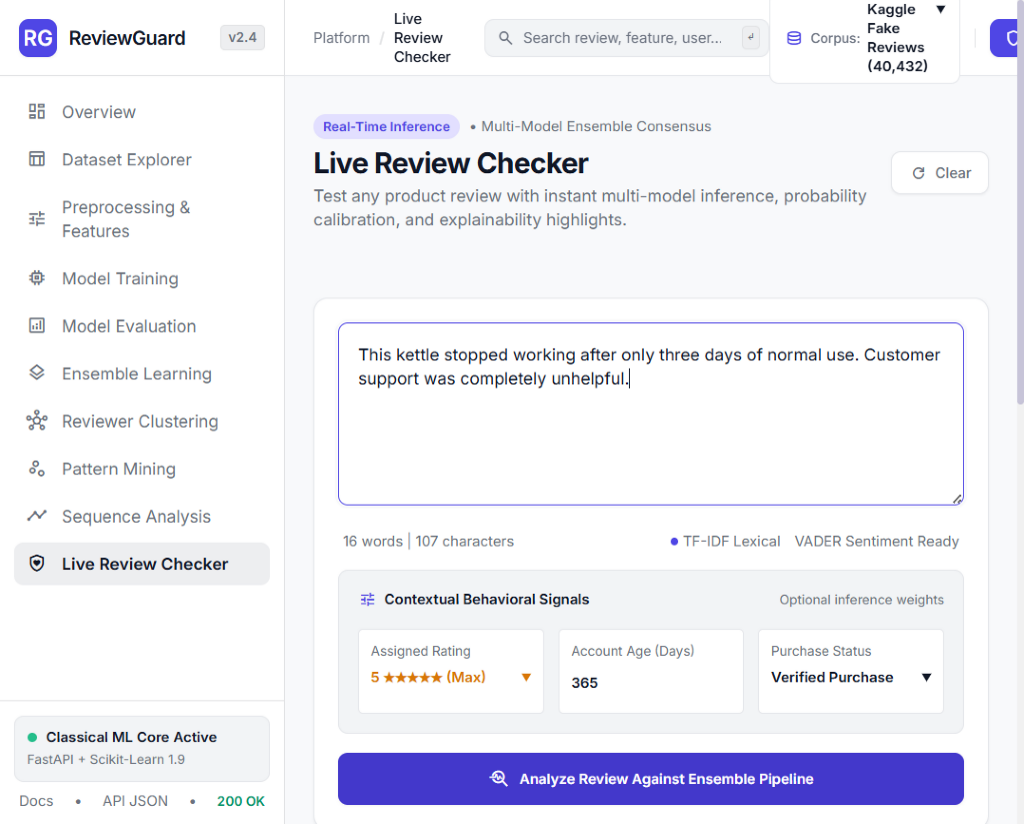 RG ReviewGuard v2.4
Overview
Dataset Explorer
Preprocessing &
Features
Model Training
Model Evaluation
Ensemble Learning
Reviewer Clustering
Pattern Mining
Sequence Analysis
Live Review Checker
Classical ML Core Active
FastAPI + Scikit-Learn 1.9
Docs • API JSON • 200 OK
Platform / Live
Review
Checker
Search review, feature, user... ↵
Corpus: Kaggle ▼
Fake
Reviews
(40,432)
Real-Time Inference • Multi-Model Ensemble Consensus
Live Review Checker
Test any product review with instant multi-model inference, probability
calibration, and explainability highlights.
Clear
This kettle stopped working after only three days of normal use. Customer
support was completely unhelpful.
16 words | 107 characters
● TF-IDF Lexical VADER Sentiment Ready
Contextual Behavioral Signals Optional inference weights
Assigned Rating
5 ★★★★★ (Max) ▼
Account Age (Days)
365
Purchase Status
Verified Purchase ▼
Analyze Review Against Ensemble Pipeline